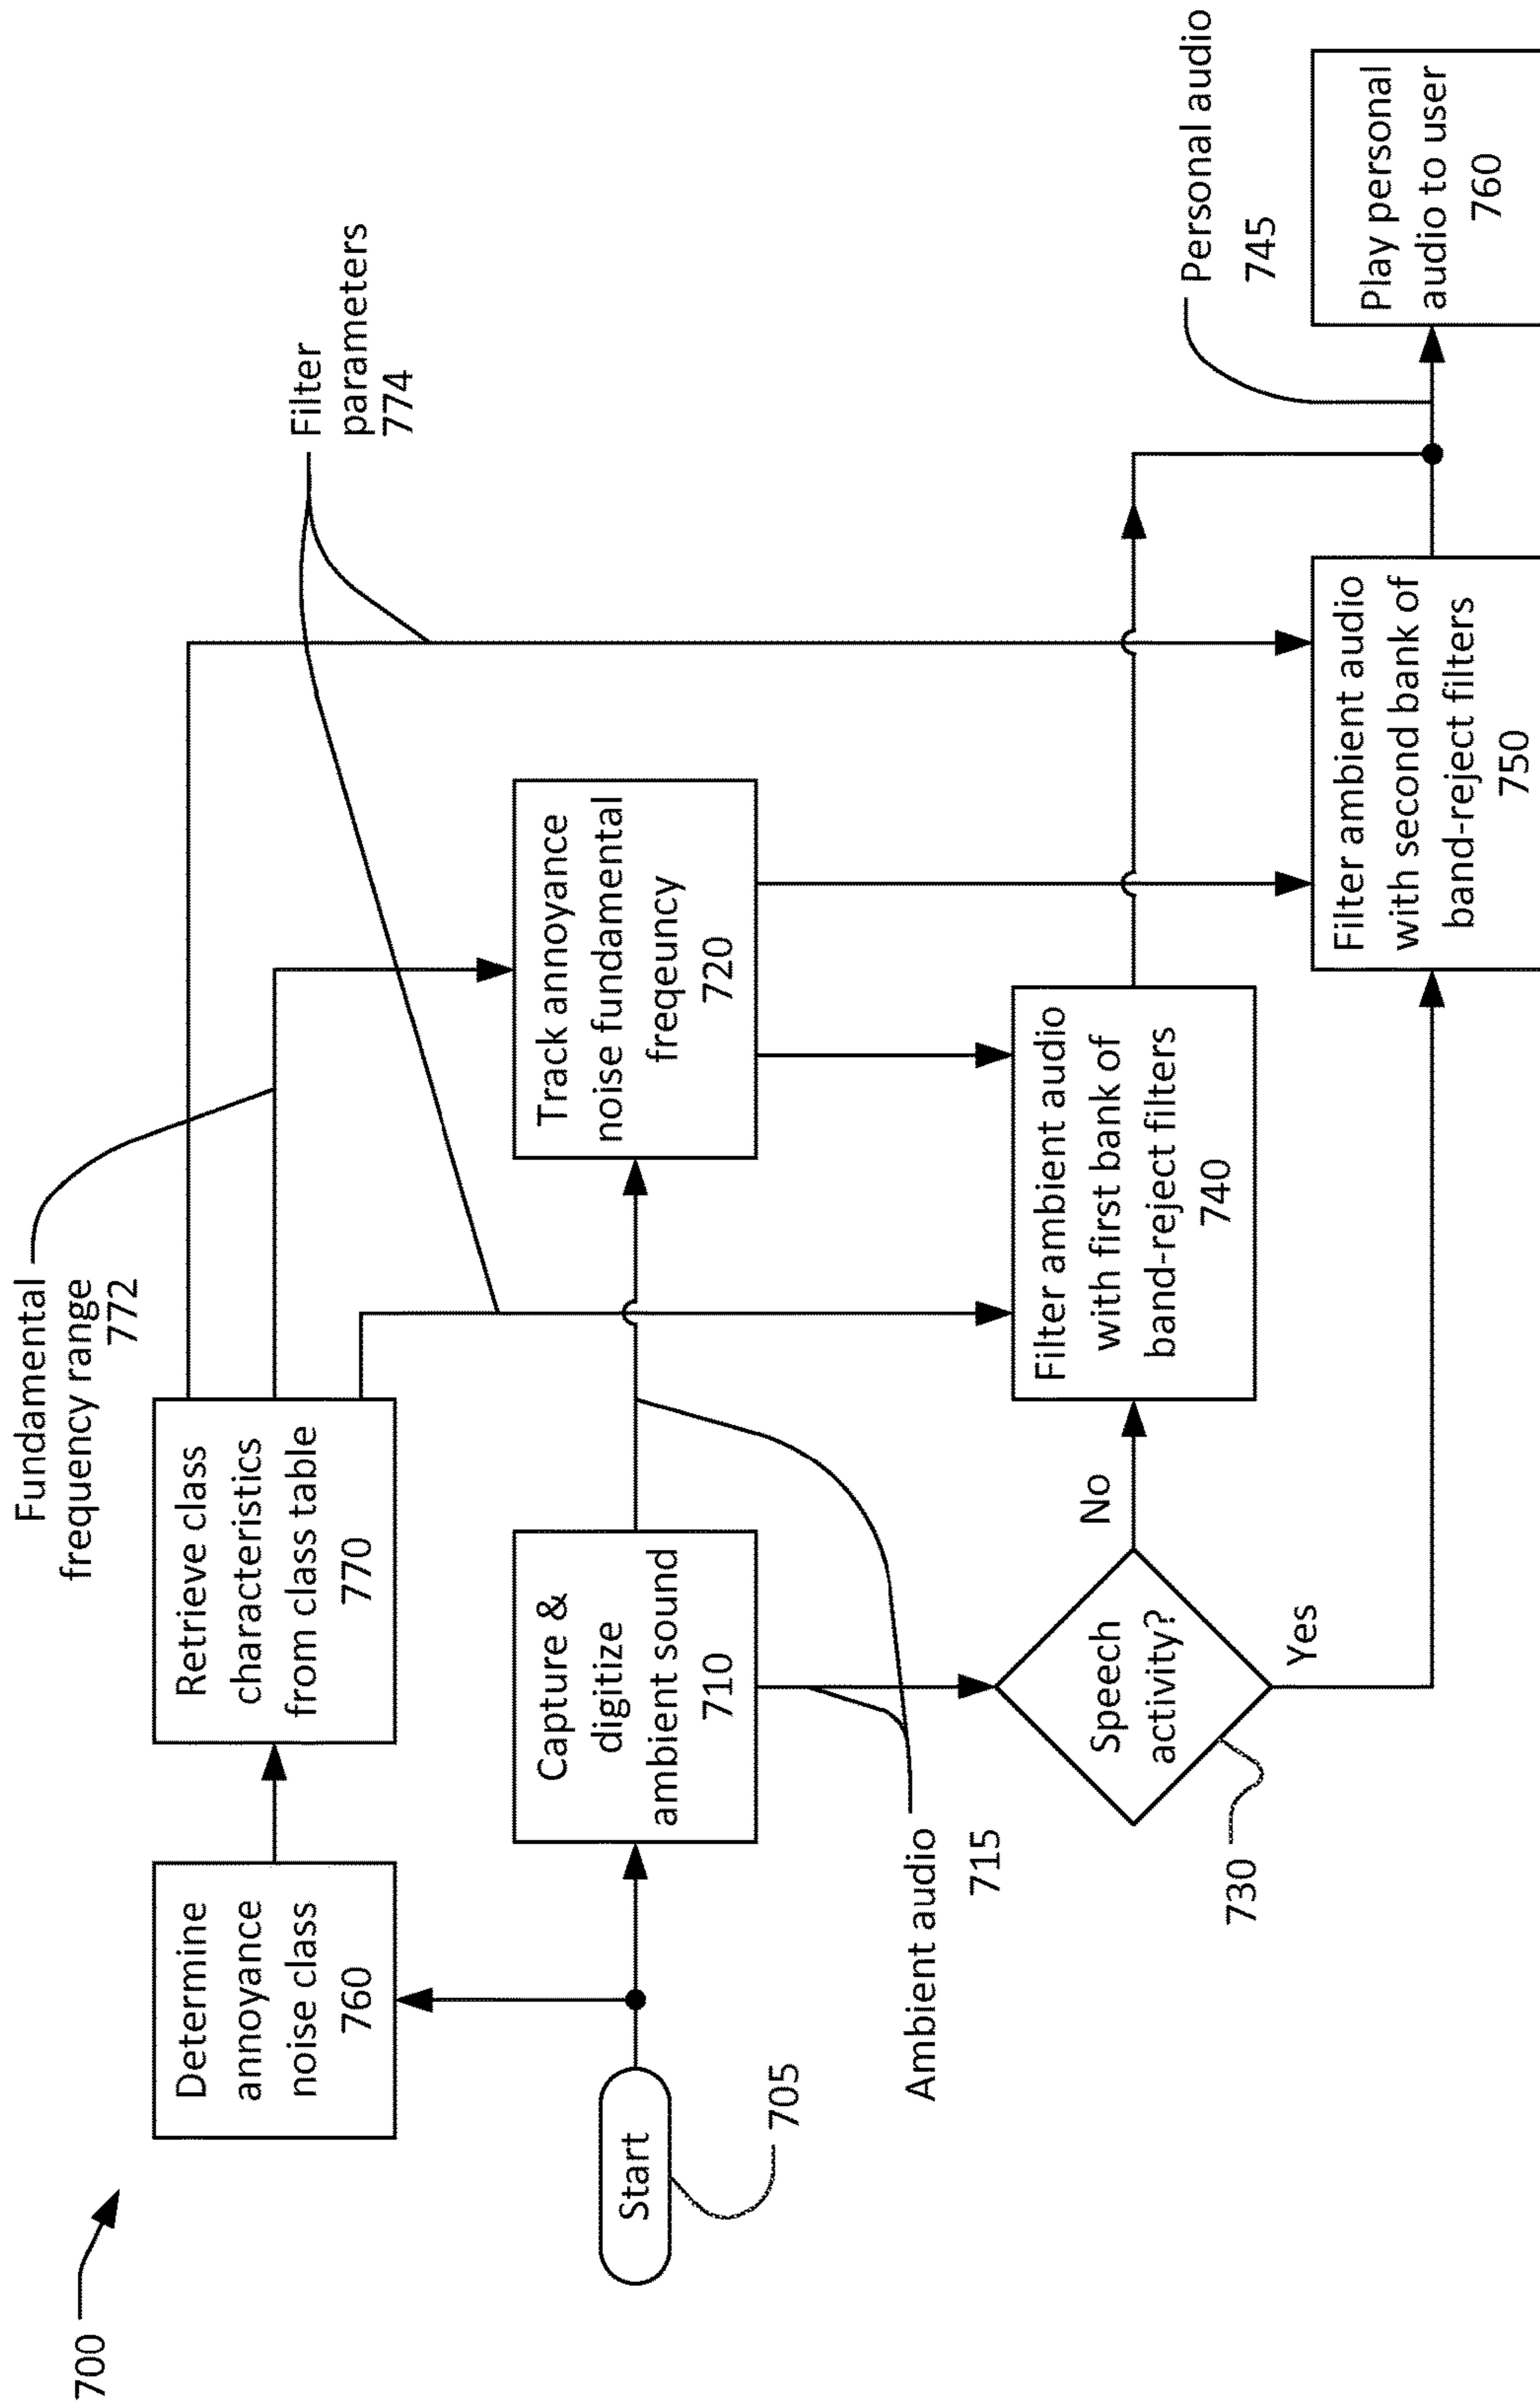 700
Start
705
Determine
annoyance
noise class
760
Retrieve class
characteristics
from class table
770
Fundamental
frequency range
772
Filter
parameters
774
Capture &
digitize
ambient sound
710
Track annoyance
noise fundamental
freqeuncy
720
Ambient audio
715
Speech
activity?
730
No
Yes
Filter ambient audio
with first bank of
band-reject filters
740
Filter ambient audio
with second bank of
band-reject filters
750
Personal audio
745
Play personal
audio to user
760